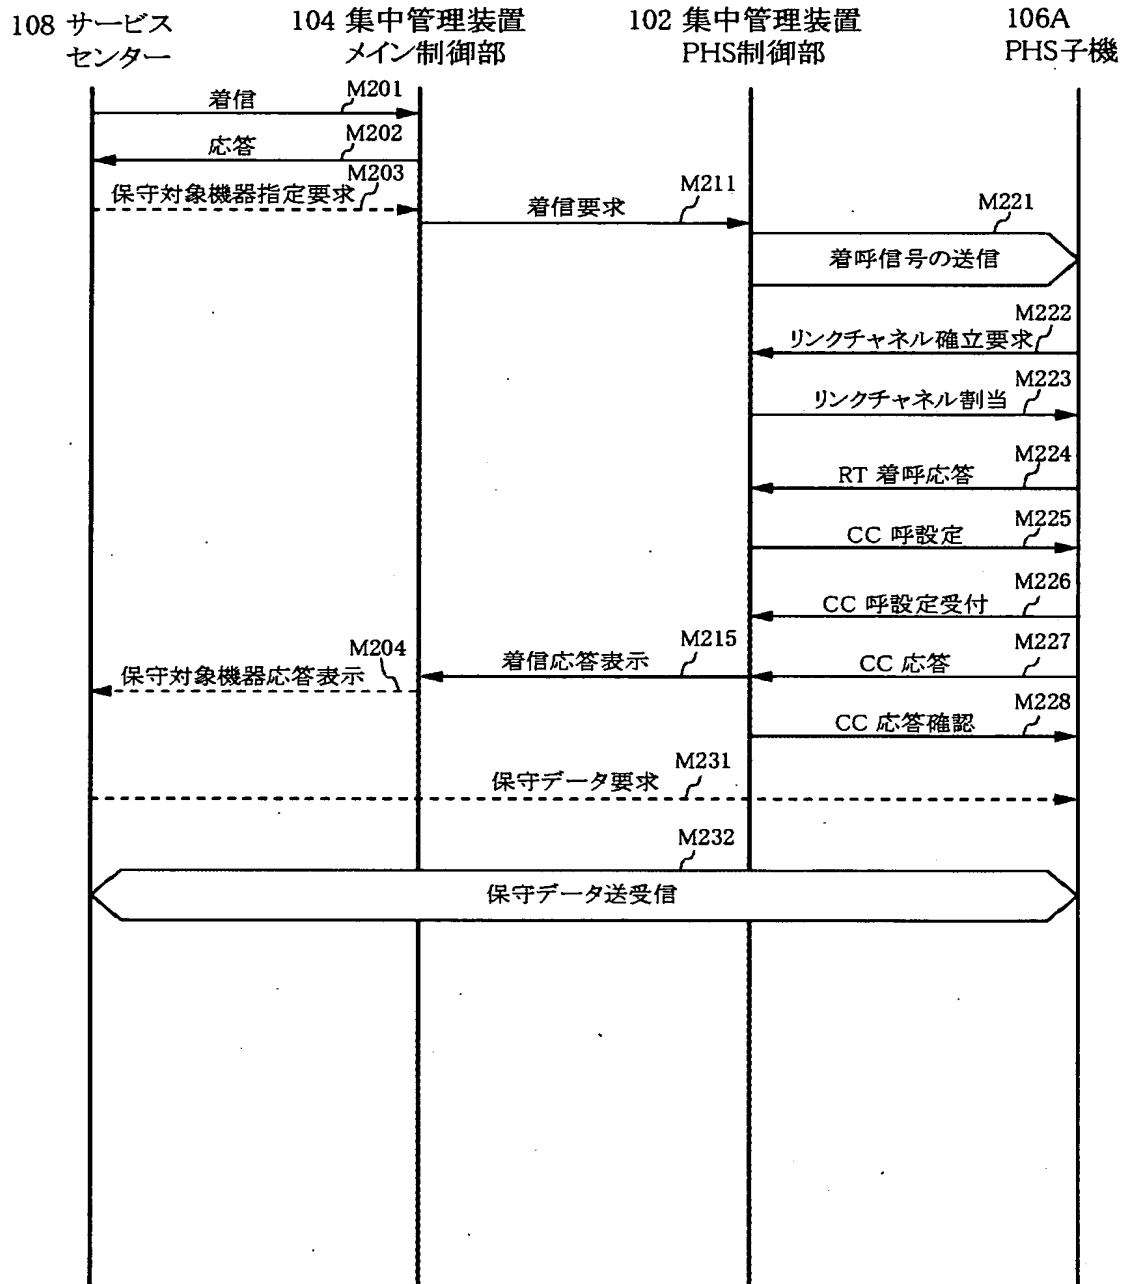 108 サービス
センター
104 集中管理装置
メイン制御部
102 集中管理装置
PHS制御部
106A
PHS子機
M201
着信
M202
応答
M203
保守対象機器指定要求
M211
着信要求
M221
着呼信号の送信
M222
リンクチャネル確立要求
M223
リンクチャネル割当
M224
RT 着呼応答
M225
CC 呼設定
M226
CC 呼設定受付
M204
保守対象機器応答表示
M215
着信応答表示
M227
CC 応答
M228
CC 応答確認
M231
保守データ要求
M232
保守データ送受信